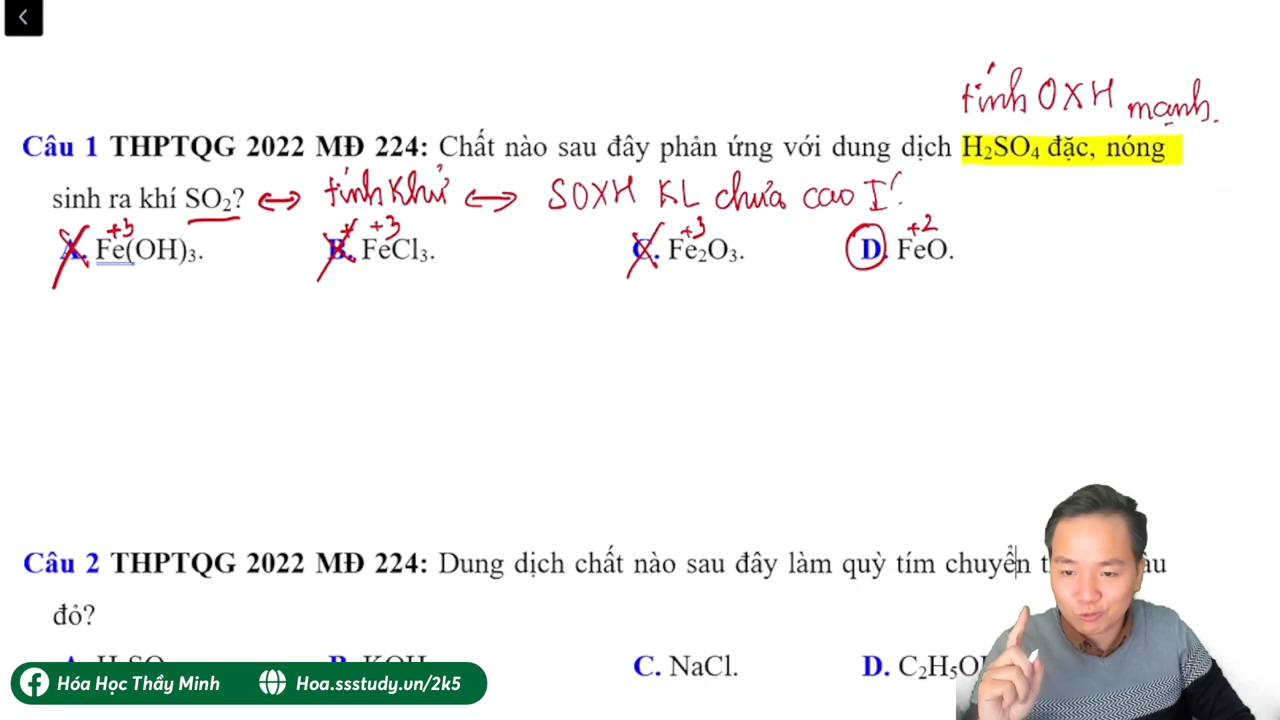 tính OXH mạnh.
Câu 1 THPTQG 2022 MĐ 224: Chất nào sau đây phản ứng với dung dịch H₂SO₄ đặc, nóng
sinh ra khí SO₂? ⟷ tính khử ⟷ SOXH KL chưa cao I!
+3 + +3 +3 +2
A. Fe(OH)₃. B. FeCl₃. C. Fe₂O₃. D. FeO.
Câu 2 THPTQG 2022 MĐ 224: Dung dịch chất nào sau đây làm quỳ tím chuyển
đỏ?
C. NaCl. D. C₂H₅O
Hóa Học Thầy Minh Hoa.ssstudy.vn/2k5